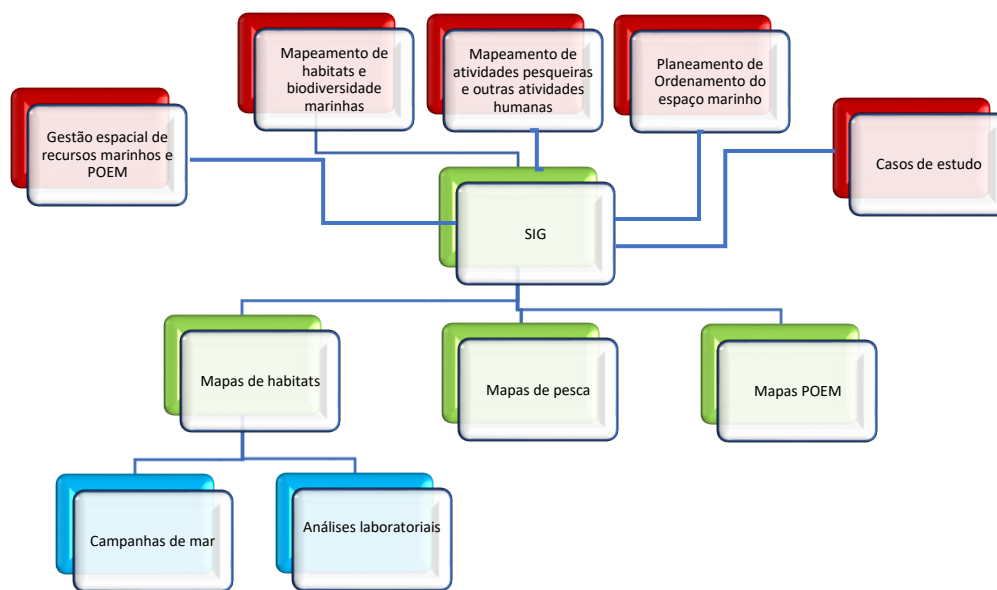 Mapeamento de
habitats e
biodiversidade
marinhas
Mapeamento de
atividades pesqueiras
e outras atividades
humanas
Planeamento de
Ordenamento do
espaço marinho
Gestão espacial de
recursos marinhos e
POEM
Casos de estudo
SIG
Mapas de habitats
Mapas de pesca
Mapas POEM
Campanhas de mar
Análises laboratoriais